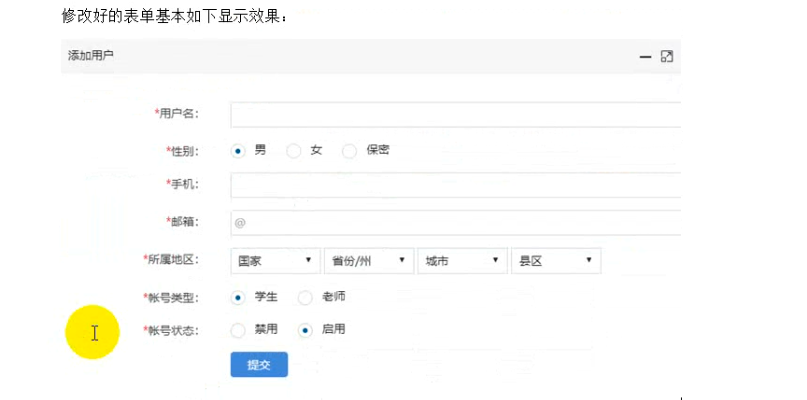 修改好的表单基本如下显示效果：
添加用户
*用户名：
*性别： 男 女 保密
*手机：
*邮箱： @
*所属地区： 国家 省份/州 城市 县区
*帐号类型： 学生 老师
*帐号状态： 禁用 启用
提交